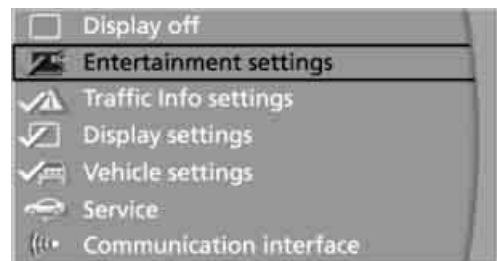 Display off
Entertainment settings
Traffic Info settings
Display settings
Vehicle settings
Service
Communication interface